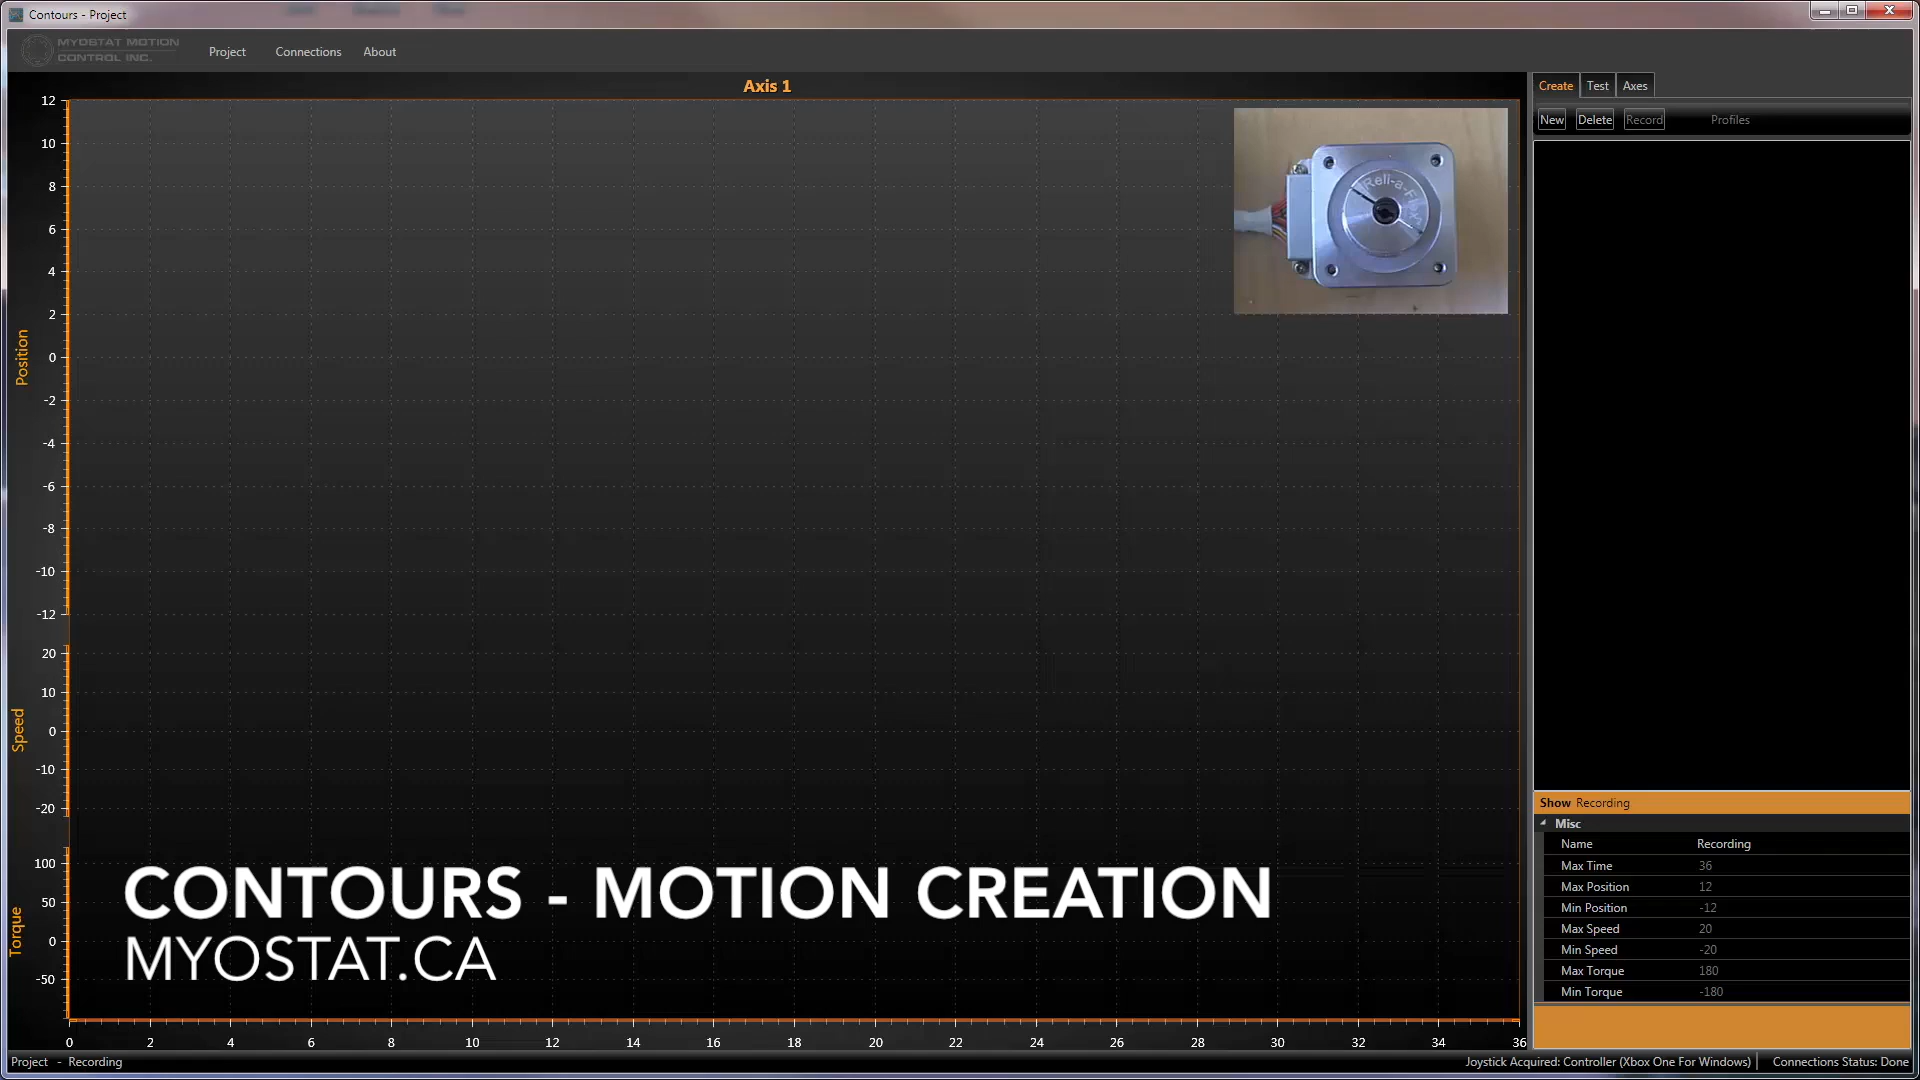 Contours - Project
MYOSTAT MOTION
CONTROL INC.
Project Connections About
Axis 1
Create Test Axes
New Delete Record Profiles
Reli-a-Flex
Position
12
10
8
6
4
2
0
-2
-4
-6
-8
-10
-12
Speed
20
10
0
-10
-20
Torque
100
50
0
-50
0 2 4 6 8 10 12 14 16 18 20 22 24 26 28 30 32 34 36
CONTOURS - MOTION CREATION
MYOSTAT.CA
Show Recording
Misc
Name Recording
Max Time 36
Max Position 12
Min Position -12
Max Speed 20
Min Speed -20
Max Torque 180
Min Torque -180
Project - Recording
Joystick Acquired: Controller (Xbox One For Windows)
Connections Status: Done